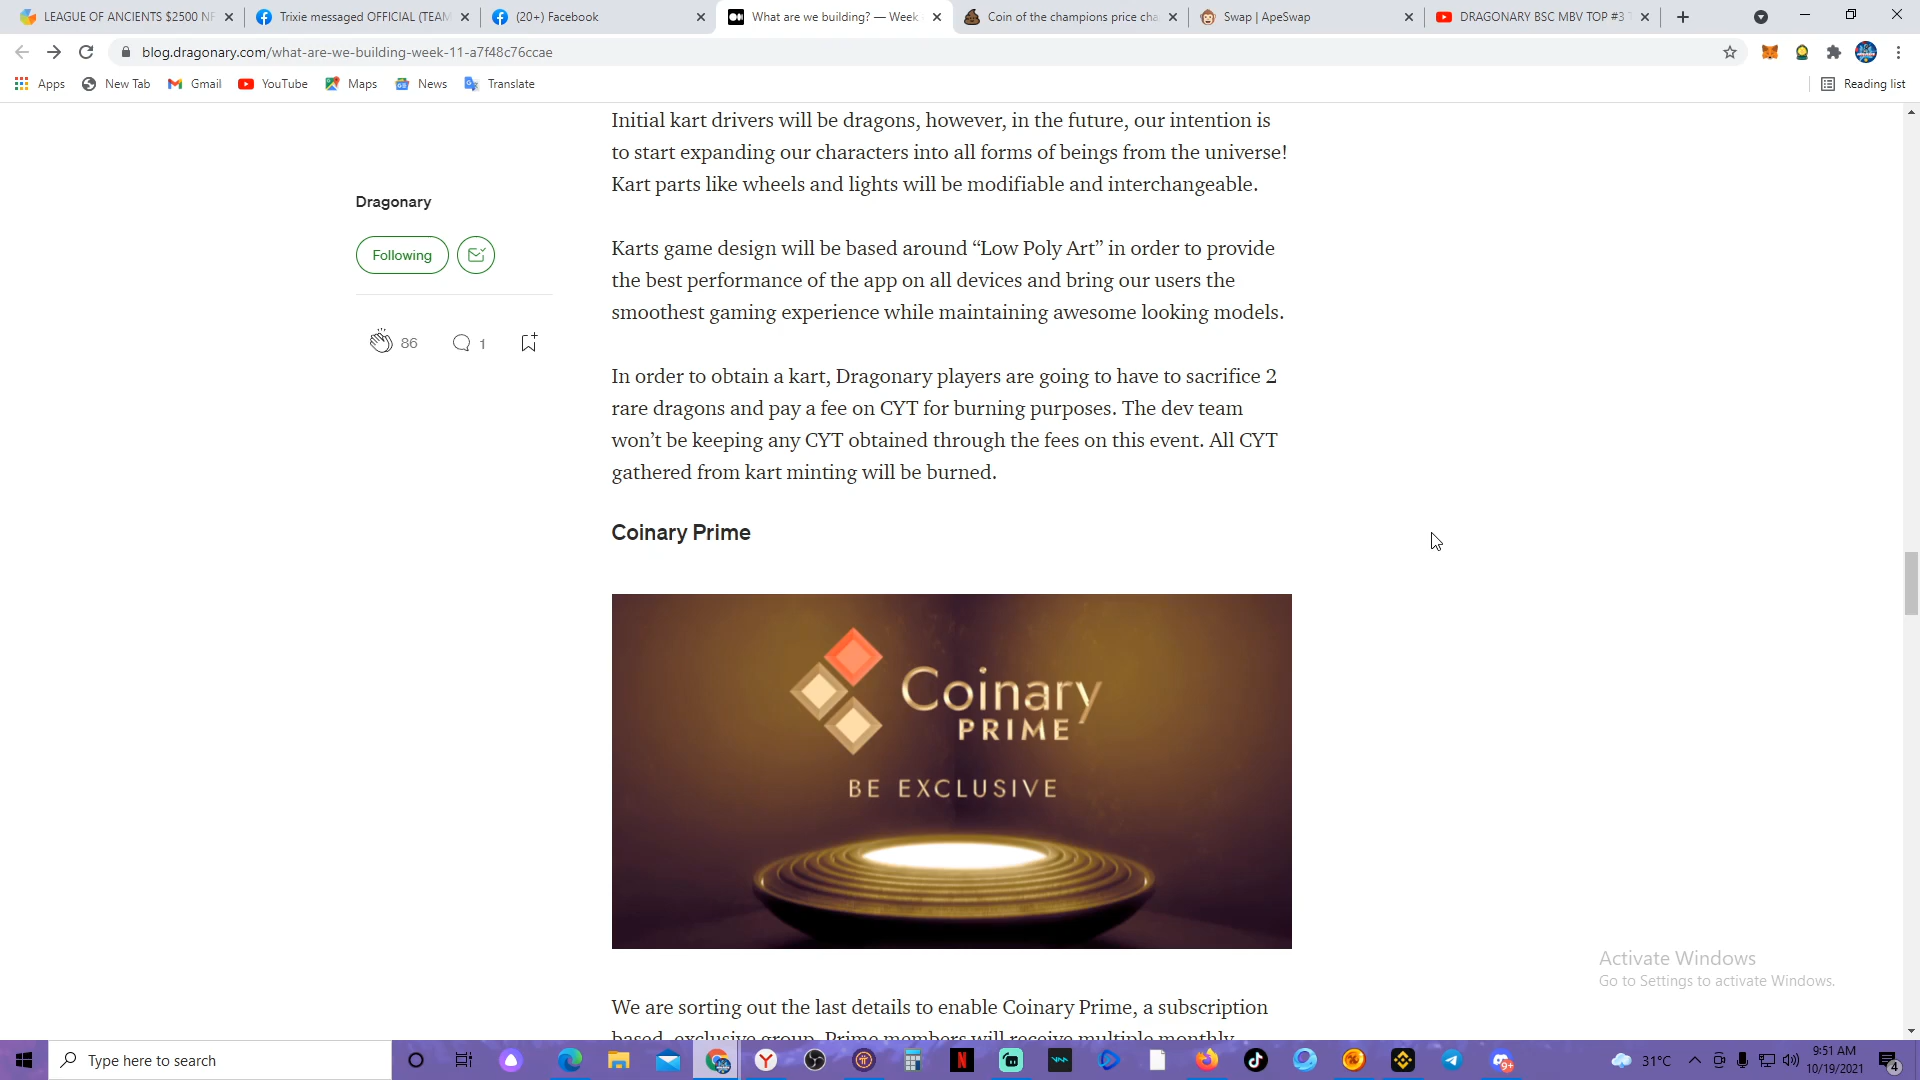 LEAGUE OF ANCIENTS $2500 NF
Trixie messaged OFFICIAL (TEAM
(20+) Facebook
What are we building? — Week
Coin of the champions price cha
Swap | ApeSwap
DRAGONARY BSC MBV TOP #3
blog.dragonary.com/what-are-we-building-week-11-a7f48c76ccae
Apps
New Tab
Gmail
YouTube
Maps
News
Translate
Reading list
Initial kart drivers will be dragons, however, in the future, our intention is
to start expanding our characters into all forms of beings from the universe!
Kart parts like wheels and lights will be modifiable and interchangeable.
Dragonary
Following
86
1
Karts game design will be based around “Low Poly Art” in order to provide
the best performance of the app on all devices and bring our users the
smoothest gaming experience while maintaining awesome looking models.
In order to obtain a kart, Dragonary players are going to have to sacrifice 2
rare dragons and pay a fee on CYT for burning purposes. The dev team
won’t be keeping any CYT obtained through the fees on this event. All CYT
gathered from kart minting will be burned.
Coinary Prime
Coinary
PRIME
BE EXCLUSIVE
We are sorting out the last details to enable Coinary Prime, a subscription
based, exclusive group. Prime members will receive multiple monthly
Activate Windows
Go to Settings to activate Windows.
Type here to search
9+
31°C
9:51 AM
10/19/2021
4